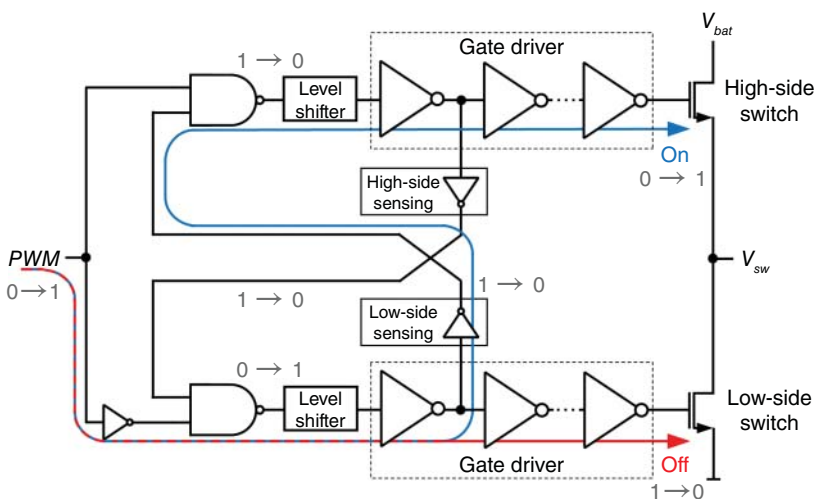 V_bat
1 → 0
Gate driver
Level
shifter
High-side
switch
On
0 → 1
High-side
sensing
PWM
0→1
V_sw
1 → 0
1 → 0
Low-side
sensing
0 → 1
Level
shifter
Low-side
switch
Gate driver
Off
1→0